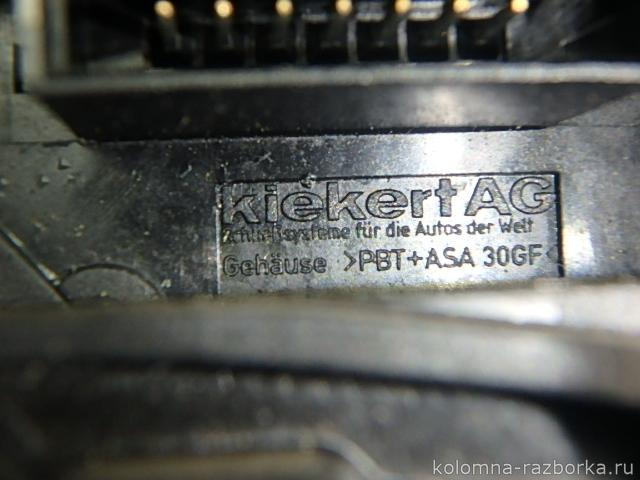 kiekert AG
Schließsysteme für die Autos der Welt
Gehäuse >PBT+ASA 30GF<
kolomna-razborka.ru